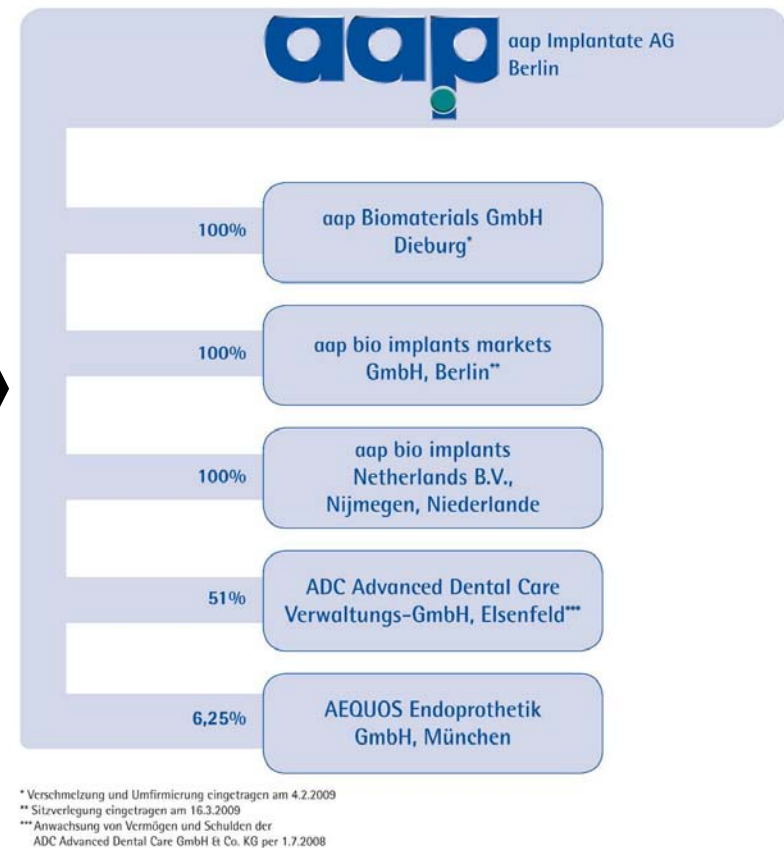 aap
aap Implantate AG
Berlin
100%
aap Biomaterials GmbH
Dieburg*
100%
aap bio implants markets
GmbH, Berlin**
100%
aap bio implants
Netherlands B.V.,
Nijmegen, Niederlande
51%
ADC Advanced Dental Care
Verwaltungs-GmbH, Elsenfeld***
6,25%
AEQUOS Endoprothetik
GmbH, München
* Verschmelzung und Umfirmierung eingetragen am 4.2.2009
** Sitzverlegung eingetragen am 16.3.2009
*** Anwachsung von Vermögen und Schulden der
ADC Advanced Dental Care GmbH & Co. KG per 1.7.2008